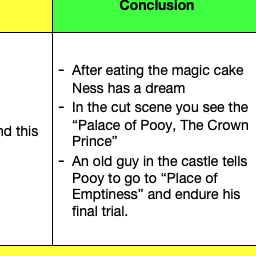 Conclusion
- After eating the magic cake
Ness has a dream
- In the cut scene you see the
“Palace of Pooy, The Crown
Prince”
nd this
- An old guy in the castle tells
Pooy to go to “Place of
Emptiness” and endure his
final trial.